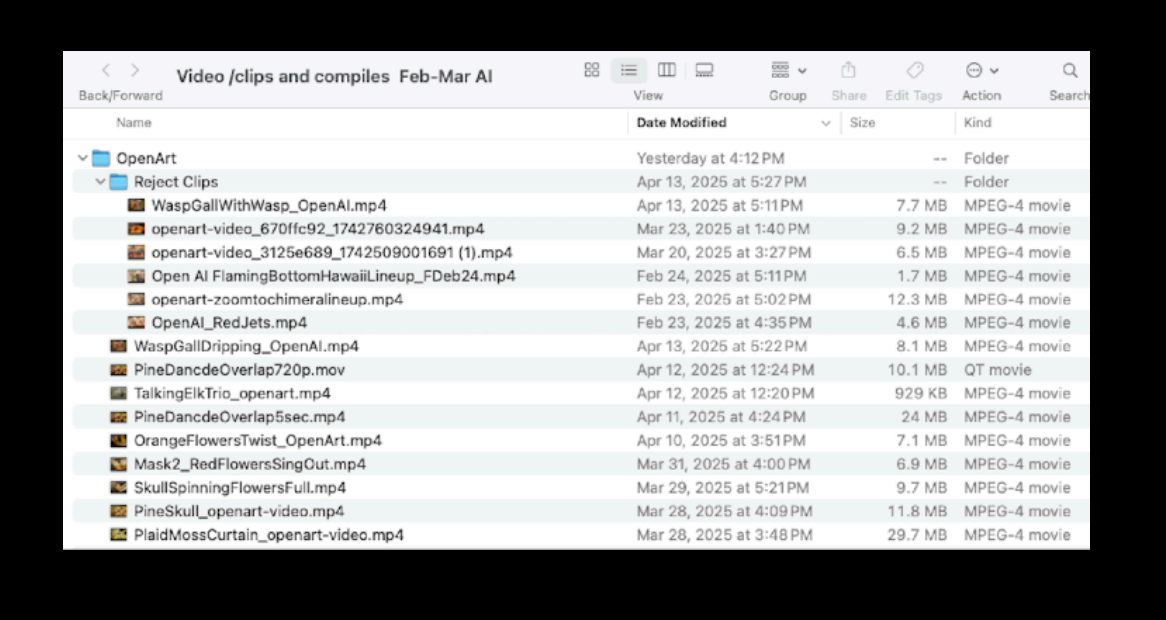 Video /clips and compiles Feb-Mar AI
Back/Forward View Group Share Edit Tags Action Search
Name Date Modified Size Kind
OpenArt Yesterday at 4:12 PM -- Folder
Reject Clips Apr 13, 2025 at 5:27 PM -- Folder
WaspGallWithWasp_OpenAI.mp4 Apr 13, 2025 at 5:11 PM 7.7 MB MPEG-4 movie
openart-video_670ffc92_1742760324941.mp4 Mar 23, 2025 at 1:40 PM 9.2 MB MPEG-4 movie
openart-video_3125e689_1742509001691 (1).mp4 Mar 20, 2025 at 3:27 PM 6.5 MB MPEG-4 movie
Open AI FlamingBottomHawaiiLineup_FDeb24.mp4 Feb 24, 2025 at 5:11 PM 1.7 MB MPEG-4 movie
openart-zoomtochimeralineup.mp4 Feb 23, 2025 at 5:02 PM 12.3 MB MPEG-4 movie
OpenAI_RedJets.mp4 Feb 23, 2025 at 4:35 PM 4.6 MB MPEG-4 movie
WaspGallDripping_OpenAI.mp4 Apr 13, 2025 at 5:22 PM 8.1 MB MPEG-4 movie
PineDancdeOverlap720p.mov Apr 12, 2025 at 12:24 PM 10.1 MB QT movie
TalkingElkTrio_openart.mp4 Apr 12, 2025 at 12:20 PM 929 KB MPEG-4 movie
PineDancdeOverlap5sec.mp4 Apr 11, 2025 at 4:24 PM 24 MB MPEG-4 movie
OrangeFlowersTwist_OpenArt.mp4 Apr 10, 2025 at 3:51 PM 7.1 MB MPEG-4 movie
Mask2_RedFlowersSingOut.mp4 Mar 31, 2025 at 4:00 PM 6.9 MB MPEG-4 movie
SkullSpinningFlowersFull.mp4 Mar 29, 2025 at 5:21 PM 9.7 MB MPEG-4 movie
PineSkull_openart-video.mp4 Mar 28, 2025 at 4:09 PM 11.8 MB MPEG-4 movie
PlaidMossCurtain_openart-video.mp4 Mar 28, 2025 at 3:48 PM 29.7 MB MPEG-4 movie